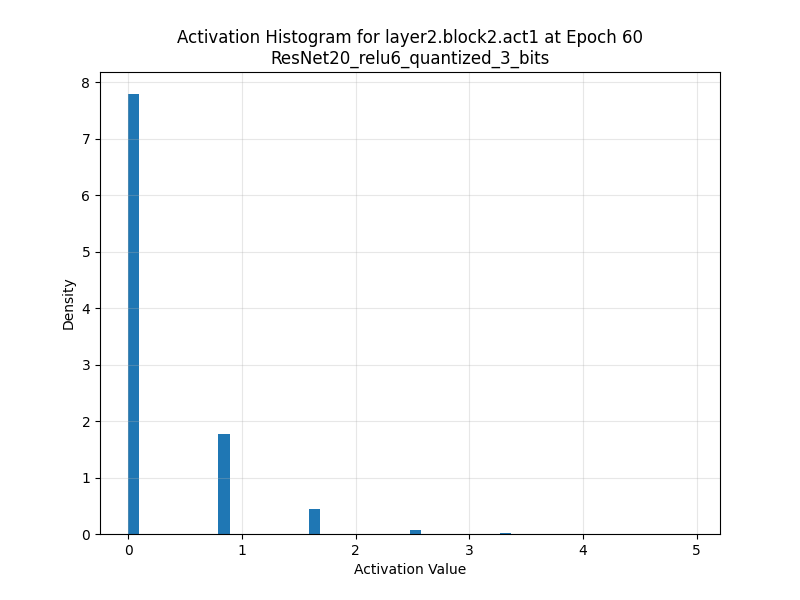 Activation Histogram for layer2.block2.act1 at Epoch 60
ResNet20_relu6_quantized_3_bits
8
7
6
5
4
3
2
1
0
Density
0 1 2 3 4 5
Activation Value